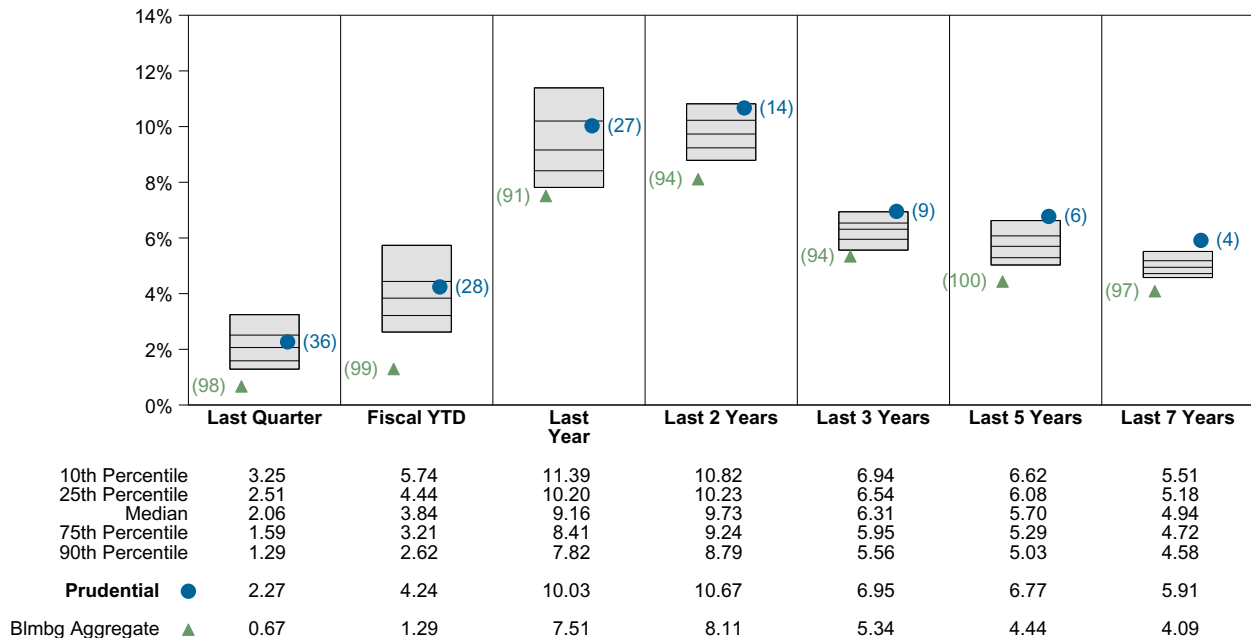 14%
12%
10%
8%
6%
4%
2%
0%
(36)
(98)
(28)
(99)
(27)
(91)
(14)
(94)
(9)
(94)
(6)
(100)
(4)
(97)
Last Quarter Fiscal YTD Last Year Last 2 Years Last 3 Years Last 5 Years Last 7 Years
10th Percentile 3.25 5.74 11.39 10.82 6.94 6.62 5.51
25th Percentile 2.51 4.44 10.20 10.23 6.54 6.08 5.18
Median 2.06 3.84 9.16 9.73 6.31 5.70 4.94
75th Percentile 1.59 3.21 8.41 9.24 5.95 5.29 4.72
90th Percentile 1.29 2.62 7.82 8.79 5.56 5.03 4.58
Prudential 2.27 4.24 10.03 10.67 6.95 6.77 5.91
Blmbg Aggregate 0.67 1.29 7.51 8.11 5.34 4.44 4.09